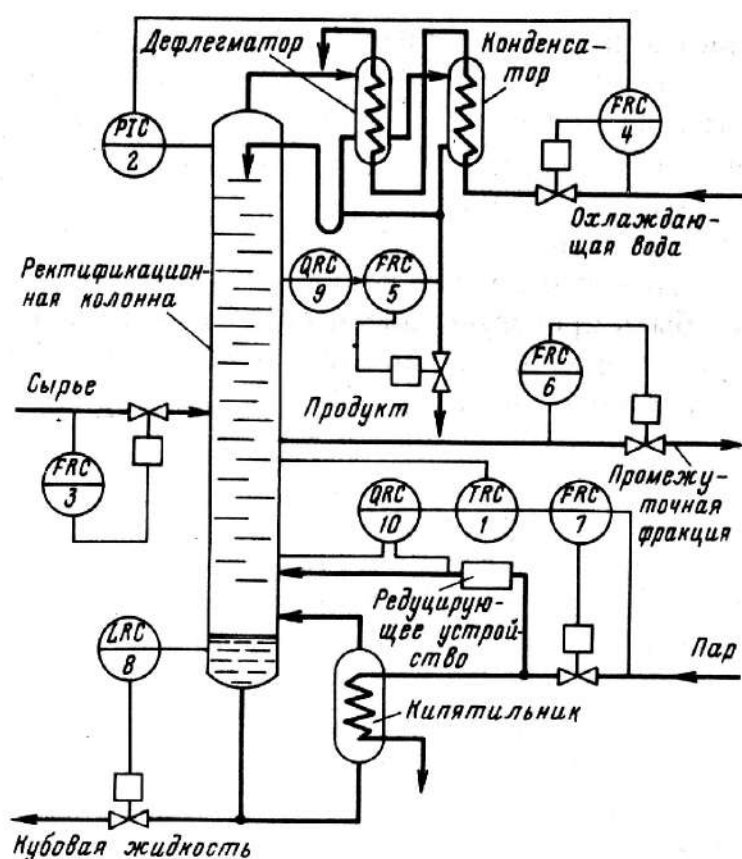 Дефлегматор
Конденса-
тор
PIC
2
FRC
4
Охлаждаю-
щая вода
Ректификацион-
ная колонна
QRC
9
FRC
5
Сырье
FRC
3
Продукт
FRC
6
Промежу-
точная
фракция
QRC
10
TRC
1
FRC
7
Редуцирую-
щее устрой-
ство
Пар
LRC
8
Кипятильник
Кубовая жидкость